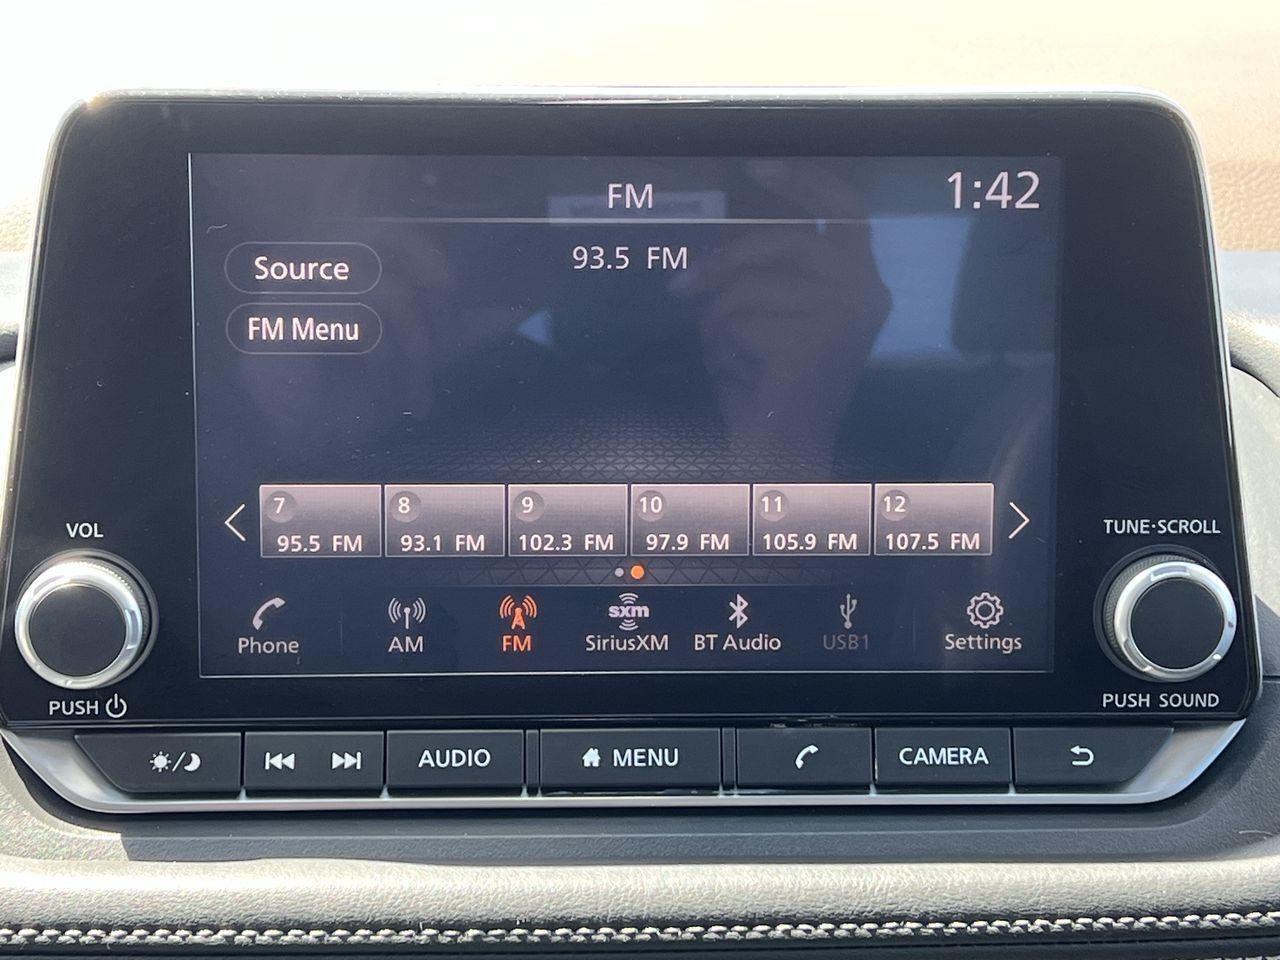 FM
1:42
93.5 FM
Source
FM Menu
7
8
9
10
11
12
95.5 FM
93.1 FM
102.3 FM
97.9 FM
105.9 FM
107.5 FM
VOL
TUNE·SCROLL
sxm
Phone
AM
FM
SiriusXM
BT Audio
USB1
Settings
PUSH
PUSH SOUND
AUDIO
MENU
CAMERA